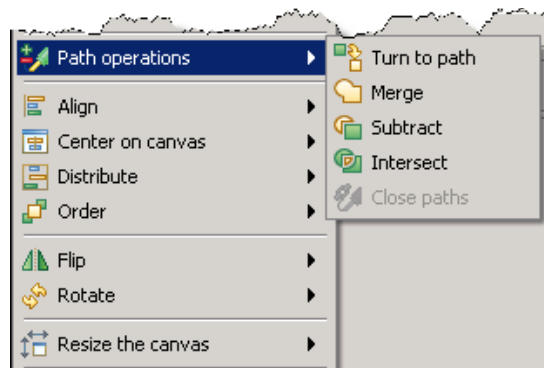 Path operations
Align
Center on canvas
Distribute
Order
Flip
Rotate
Resize the canvas
Turn to path
Merge
Subtract
Intersect
Close paths